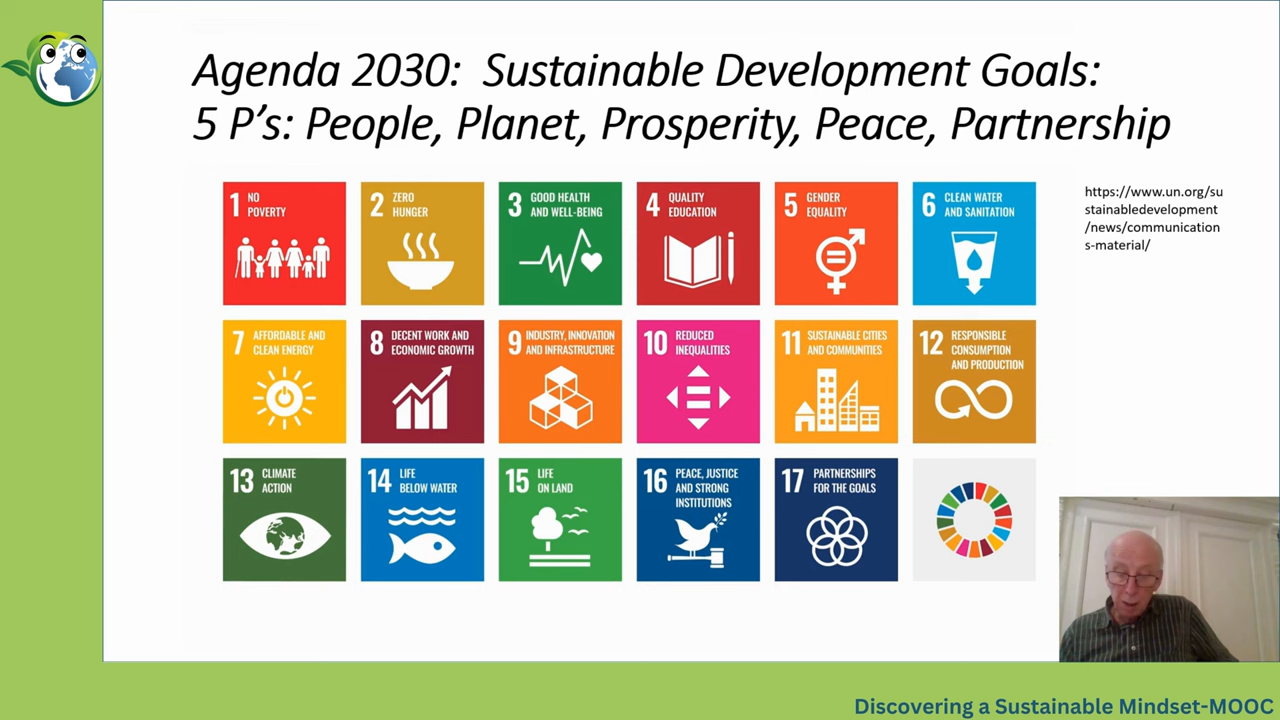 Agenda 2030: Sustainable Development Goals:
5 P's: People, Planet, Prosperity, Peace, Partnership
1 NO
POVERTY
2 ZERO
HUNGER
3 GOOD HEALTH
AND WELL-BEING
4 QUALITY
EDUCATION
5 GENDER
EQUALITY
6 CLEAN WATER
AND SANITATION
https://www.un.org/su
stainabledevelopment
/news/communication
s-material/
7 AFFORDABLE AND
CLEAN ENERGY
8 DECENT WORK AND
ECONOMIC GROWTH
9 INDUSTRY, INNOVATION
AND INFRASTRUCTURE
10 REDUCED
INEQUALITIES
11 SUSTAINABLE CITIES
AND COMMUNITIES
12 RESPONSIBLE
CONSUMPTION
AND PRODUCTION
13 CLIMATE
ACTION
14 LIFE
BELOW WATER
15 LIFE
ON LAND
16 PEACE, JUSTICE
AND STRONG
INSTITUTIONS
17 PARTNERSHIPS
FOR THE GOALS
Discovering a Sustainable Mindset-MOOC